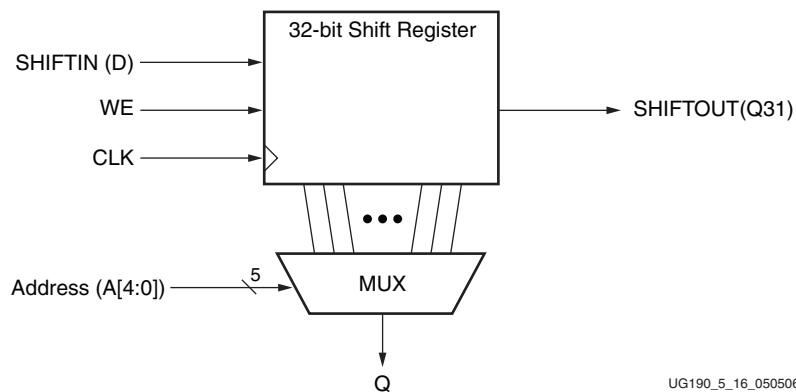 32-bit Shift Register
SHIFTIN (D)
WE
SHIFTOUT(Q31)
CLK
Address (A[4:0])
5
MUX
Q
UG190_5_16_050506